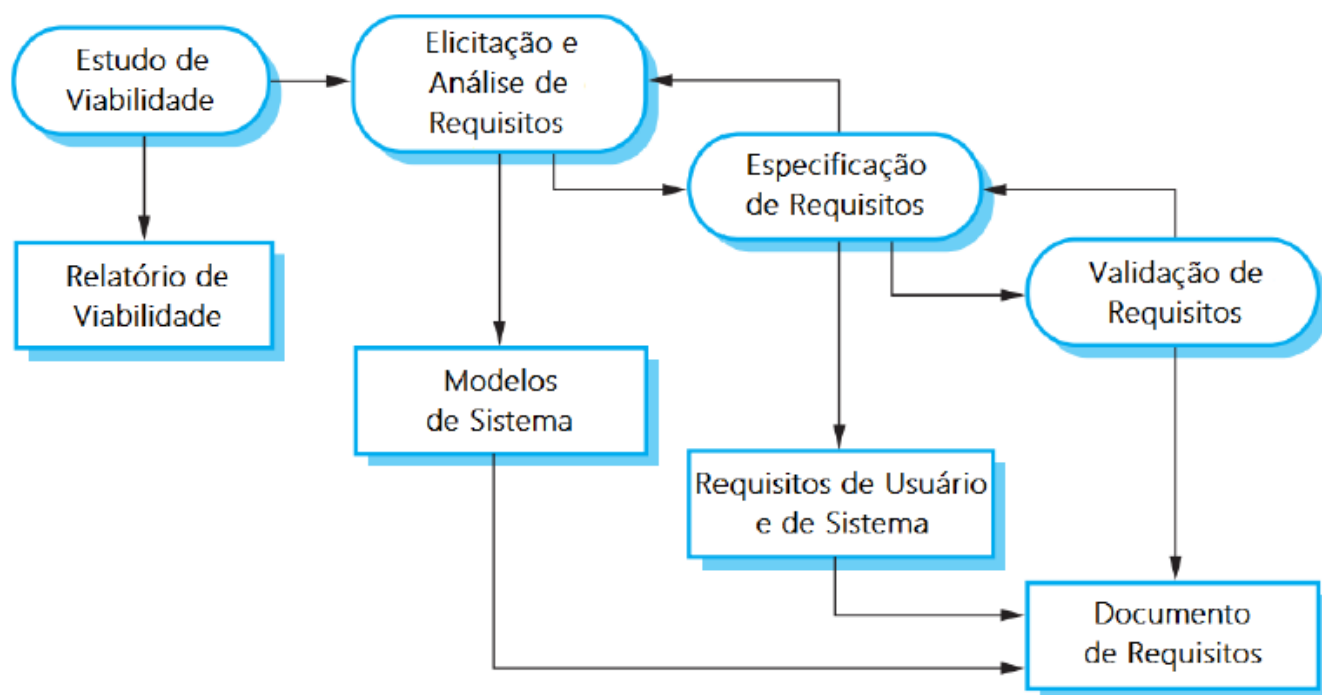 Estudo de
Viabilidade
Elicitação e
Análise de
Requisitos
Especificação
de Requisitos
Validação de
Requisitos
Relatório de
Viabilidade
Modelos
de Sistema
Requisitos de Usuário
e de Sistema
Documento
de Requisitos